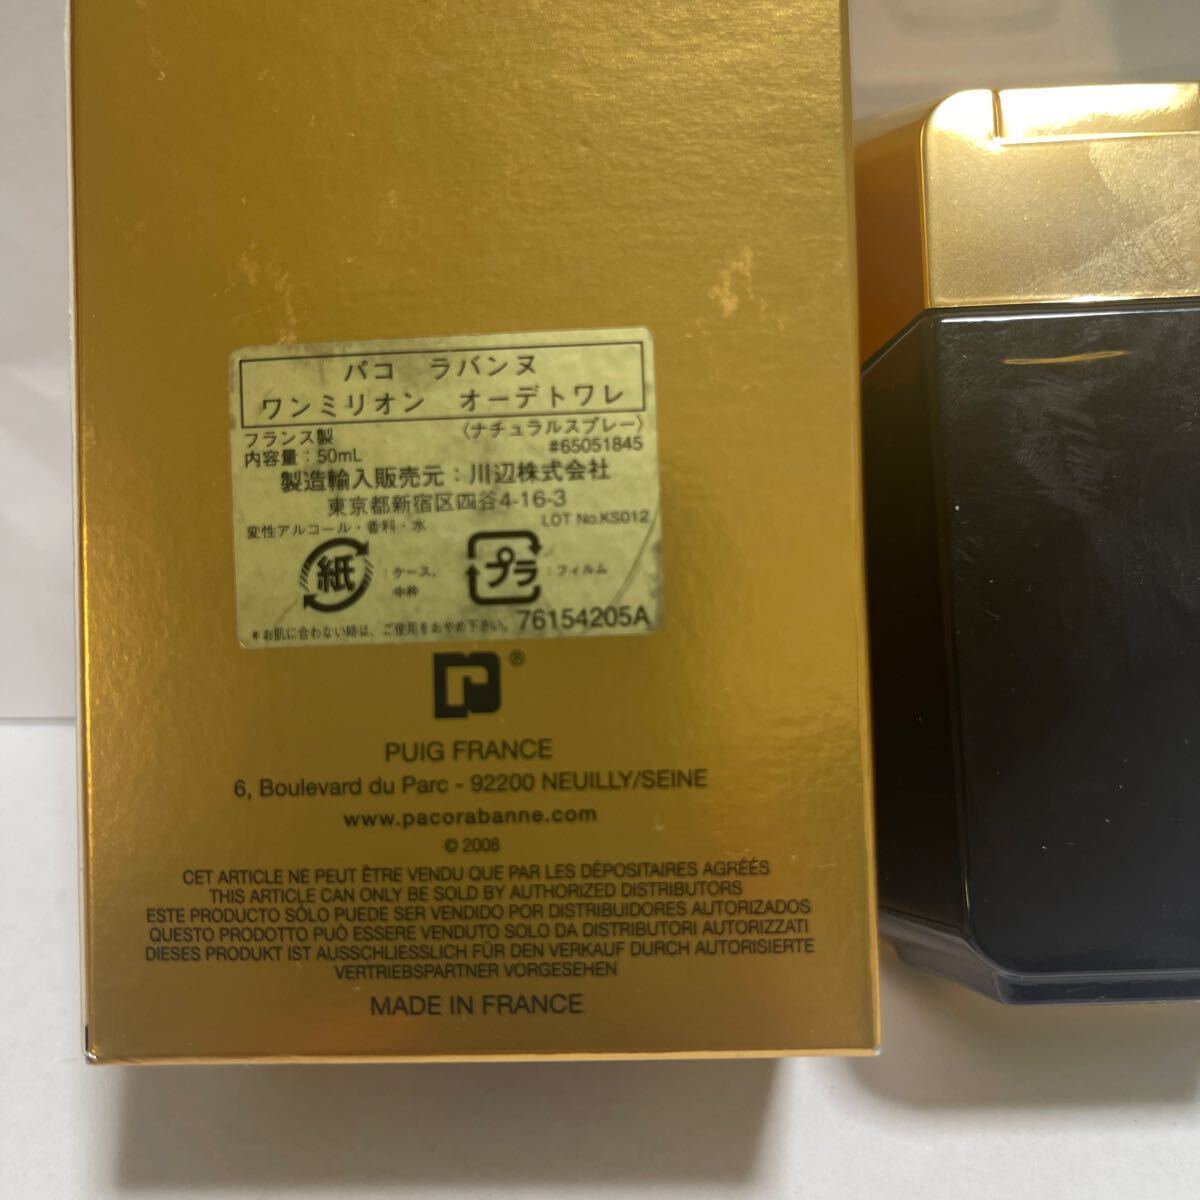 パコ ラバンヌ
ワンミリオン オーデトワレ
フランス製 (ナチュラルスプレー)
内容量:50mL #65051845
製造輸入販売元:川辺株式会社
東京都新宿区四谷4-16-3
LOT No.KS012
変性アルコール・香料・水
紙 :ケース、中枠
プラ :フィルム
＊お肌に合わない時は、ご使用をおやめ下さい。 76154205A
r ®
PUIG FRANCE
6, Boulevard du Parc - 92200 NEUILLY/SEINE
www.pacorabanne.com
© 2008
CET ARTICLE NE PEUT ÊTRE VENDU QUE PAR LES DÉPOSITAIRES AGRÉÉS
THIS ARTICLE CAN ONLY BE SOLD BY AUTHORIZED DISTRIBUTORS
ESTE PRODUCTO SÓLO PUEDE SER VENDIDO POR DISTRIBUIDORES AUTORIZADOS
QUESTO PRODOTTO PUÒ ESSERE VENDUTO SOLO DA DISTRIBUTORI AUTORIZZATI
DIESES PRODUKT IST AUSSCHLIESSLICH FÜR DEN VERKAUF DURCH AUTORISIERTE
VERTRIEBSPARTNER VORGESEHEN
MADE IN FRANCE